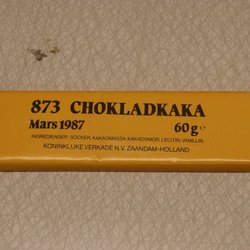 873 CHOKLADKAKA
Mars 1987 60g e
INGREDIENSER: SOCKER, KAKAOMASSA, KAKAOSMÖR, LECITIN, VANILLIN.
KONINKLIJKE VERKADE N.V. ZAANDAM-HOLLAND